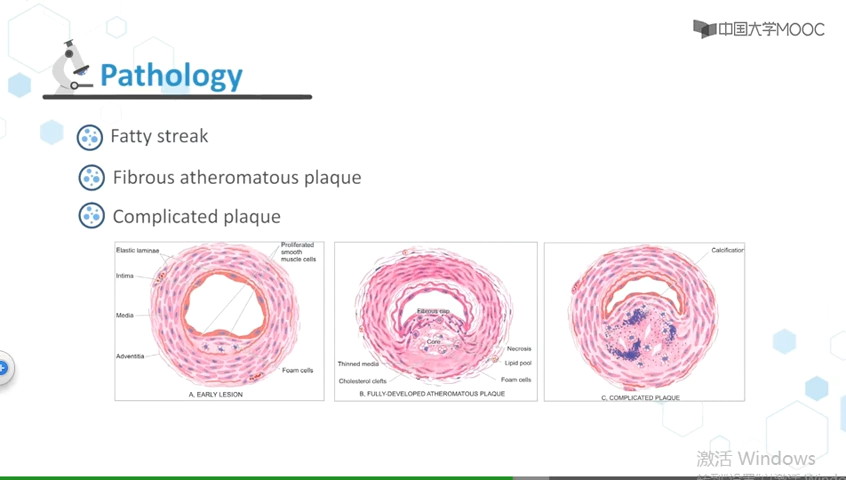 中国大学MOOC
Pathology
Fatty streak
Fibrous atheromatous plaque
Complicated plaque
Elastic laminae
Intima
Media
Adventitia
Proliferated
smooth
muscle cells
Foam cells
A, EARLY LESION
Fibrous cap
Core
Thinned media
Cholesterol clefts
Necrosis
Lipid pool
Foam cells
B, FULLY-DEVELOPED ATHEROMATOUS PLAQUE
Calcification
C, COMPLICATED PLAQUE
激活 Windows